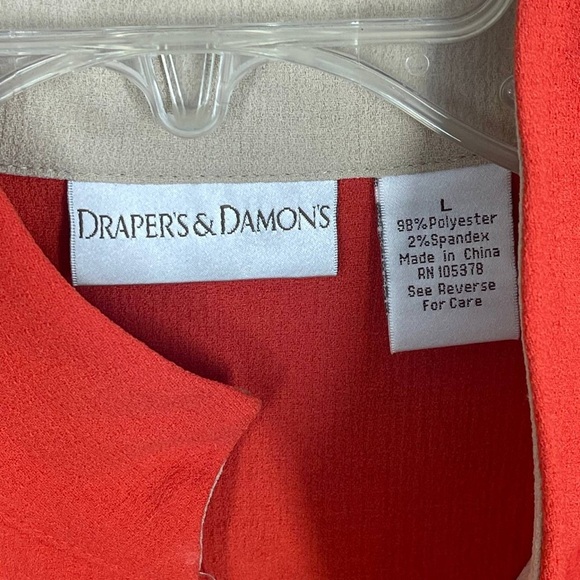 DRAPER'S & DAMON'S
L
98%Polyester
2%Spandex
Made in China
RN 105378
See Reverse
For Care